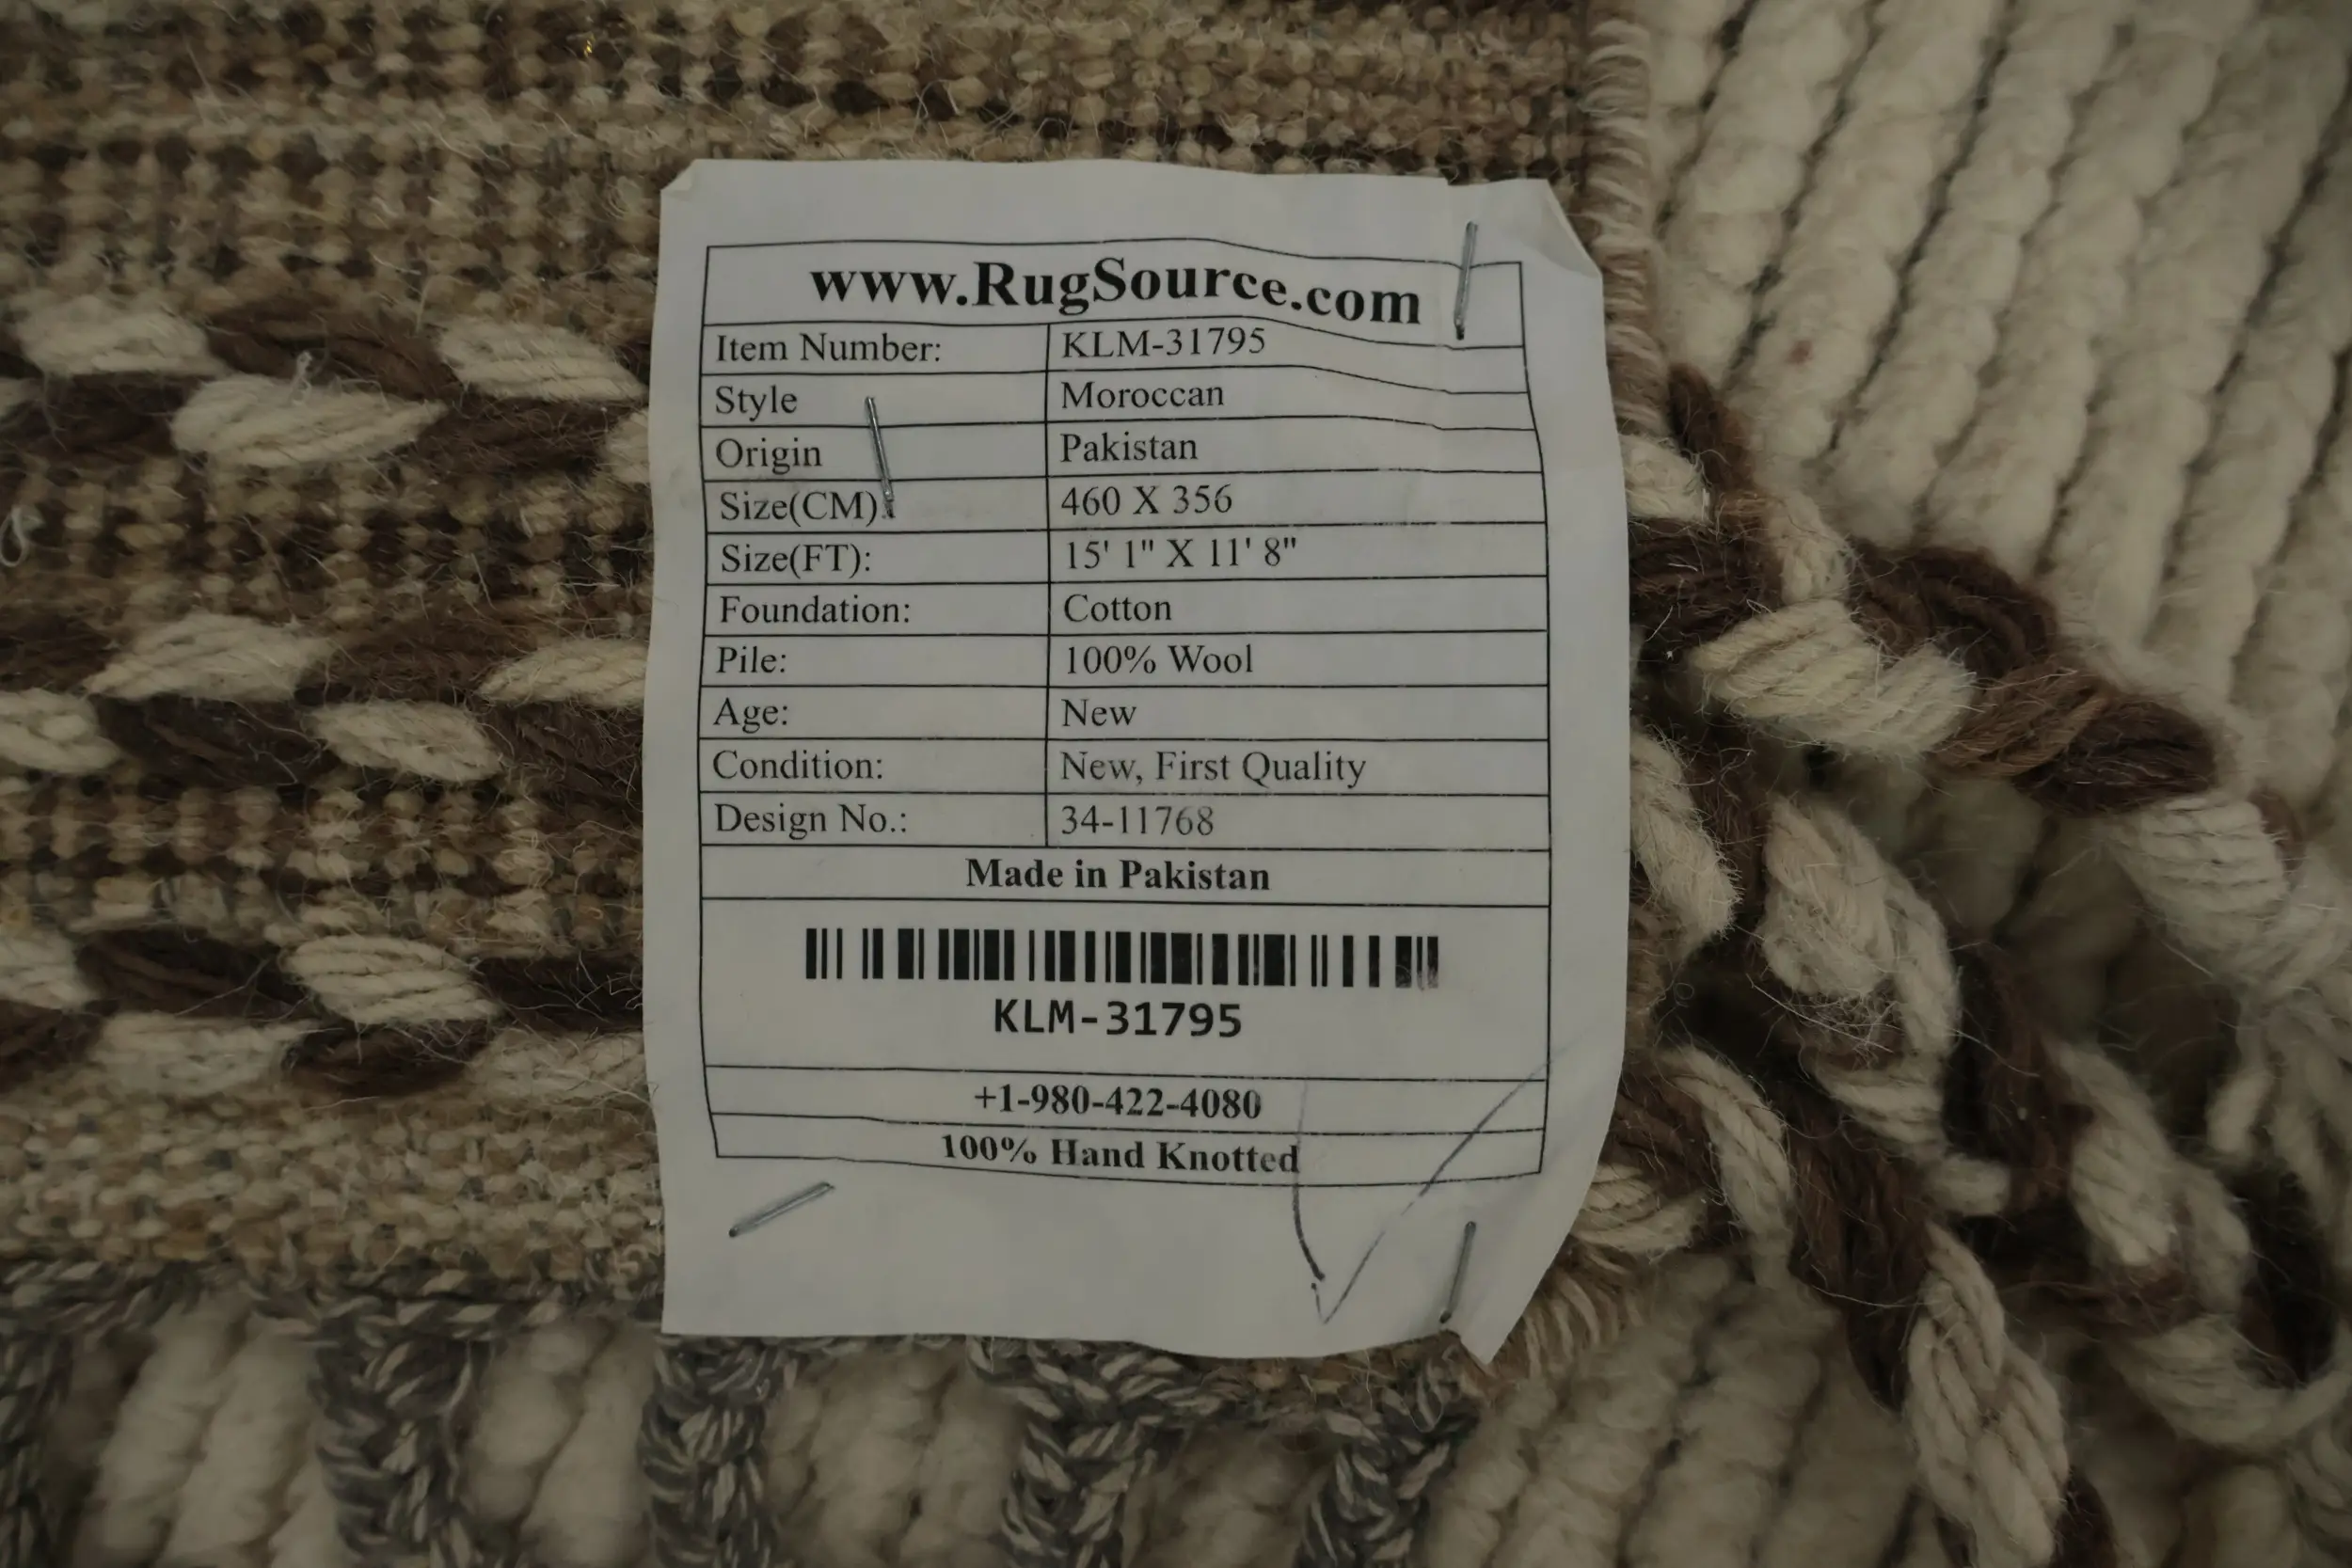 www.RugSource.com
Item Number: KLM-31795
Style Moroccan
Origin Pakistan
Size(CM): 460 X 356
Size(FT): 15' 1" X 11' 8"
Foundation: Cotton
Pile: 100% Wool
Age: New
Condition: New, First Quality
Design No.: 34-11768
Made in Pakistan
KLM-31795
+1-980-422-4080
100% Hand Knotted